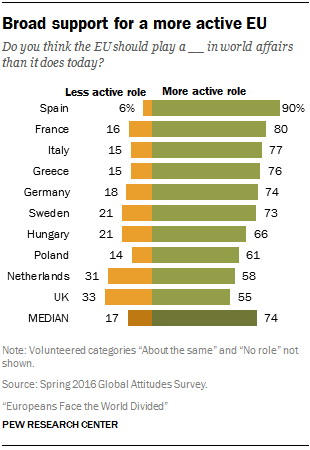 Broad support for a more active EU
Do you think the EU should play a __ in world affairs
than it does today?
Less active role More active role
Spain 6% 90%
France 16 80
Italy 15 77
Greece 15 76
Germany 18 74
Sweden 21 73
Hungary 21 66
Poland 14 61
Netherlands 31 58
UK 33 55
MEDIAN 17 74
Note: Volunteered categories “About the same” and “No role” not
shown.
Source: Spring 2016 Global Attitudes Survey.
“Europeans Face the World Divided”
PEW RESEARCH CENTER